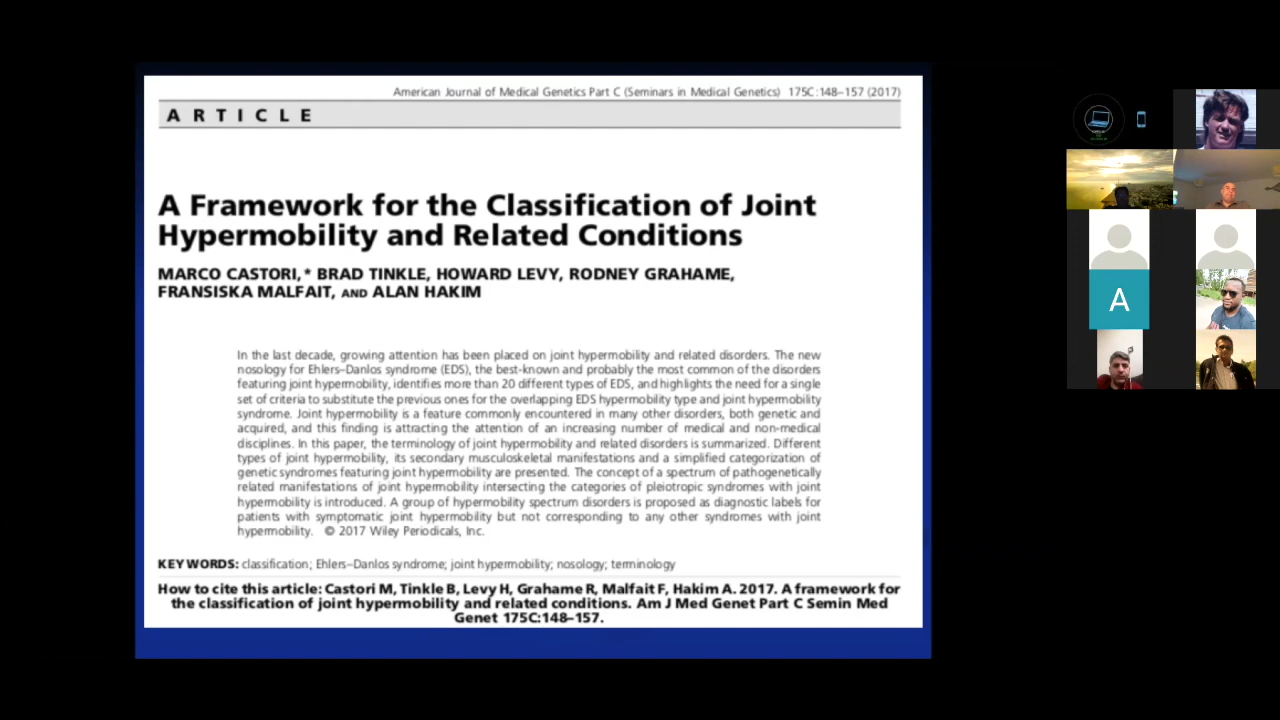 American Journal of Medical Genetics Part C (Seminars in Medical Genetics) 175C:148–157 (2017)
ARTICLE
A Framework for the Classification of Joint
Hypermobility and Related Conditions
MARCO CASTORI,* BRAD TINKLE, HOWARD LEVY, RODNEY GRAHAME,
FRANSISKA MALFAIT, AND ALAN HAKIM
In the last decade, growing attention has been placed on joint hypermobility and related disorders. The new
nosology for Ehlers–Danlos syndrome (EDS), the best-known and probably the most common of the disorders
featuring joint hypermobility, identifies more than 20 different types of EDS, and highlights the need for a single
set of criteria to substitute the previous ones for the overlapping EDS hypermobility type and joint hypermobility
syndrome. Joint hypermobility is a feature commonly encountered in many other disorders, both genetic and
acquired, and this finding is attracting the attention of an increasing number of medical and non-medical
disciplines. In this paper, the terminology of joint hypermobility and related disorders is summarized. Different
types of joint hypermobility, its secondary musculoskeletal manifestations and a simplified categorization of
genetic syndromes featuring joint hypermobility are presented. The concept of a spectrum of pathogenetically
related manifestations of joint hypermobility intersecting the categories of pleiotropic syndromes with joint
hypermobility is introduced. A group of hypermobility spectrum disorders is proposed as diagnostic labels for
patients with symptomatic joint hypermobility but not corresponding to any other syndromes with joint
hypermobility. © 2017 Wiley Periodicals, Inc.
KEY WORDS: classification; Ehlers–Danlos syndrome; joint hypermobility; nosology; terminology
How to cite this article: Castori M, Tinkle B, Levy H, Grahame R, Malfait F, Hakim A. 2017. A framework for
the classification of joint hypermobility and related conditions. Am J Med Genet Part C Semin Med
Genet 175C:148–157.
A